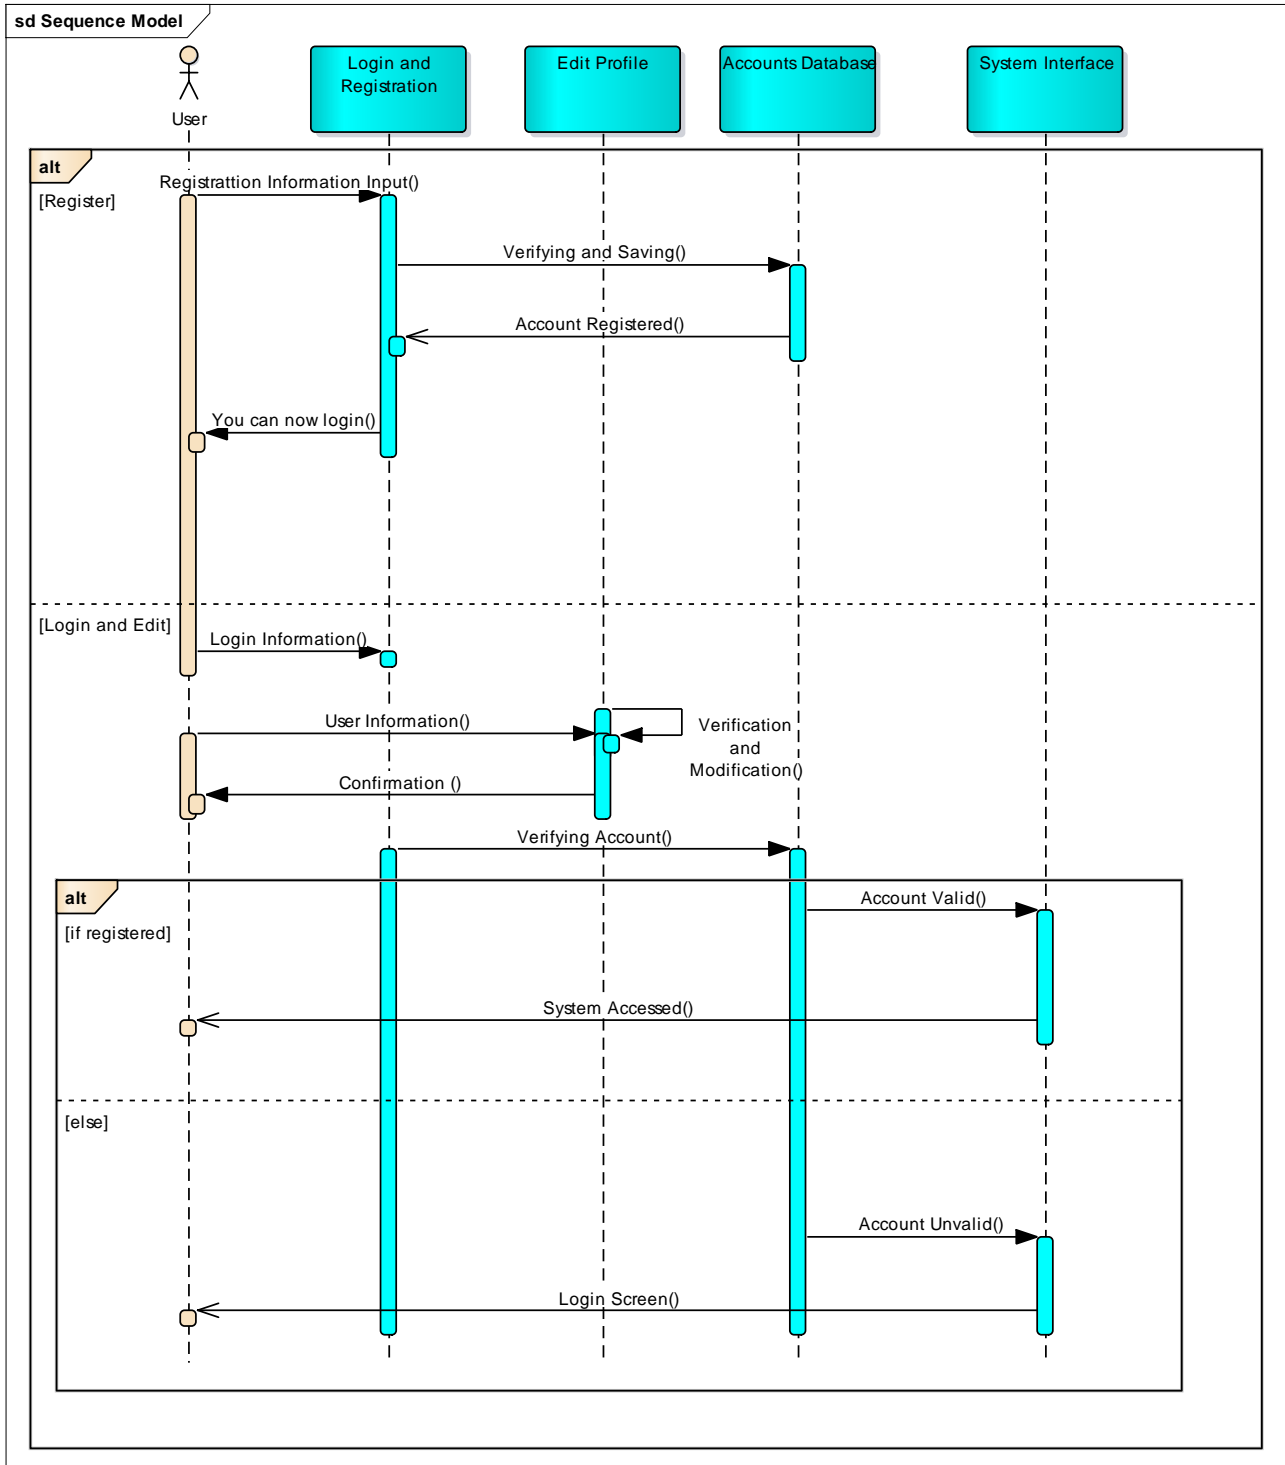 sd Sequence Model
Login and
Registration
Edit Profile
Accounts Database
System Interface
User
alt
Registrattion Information Input()
[Register]
Verifying and Saving()
Account Registered()
You can now login()
[Login and Edit]
Login Information()
User Information()
Verification
and
Modification()
Confirmation ()
Verifying Account()
alt
Account Valid()
[if registered]
System Accessed()
[else]
Account Unvalid()
Login Screen()